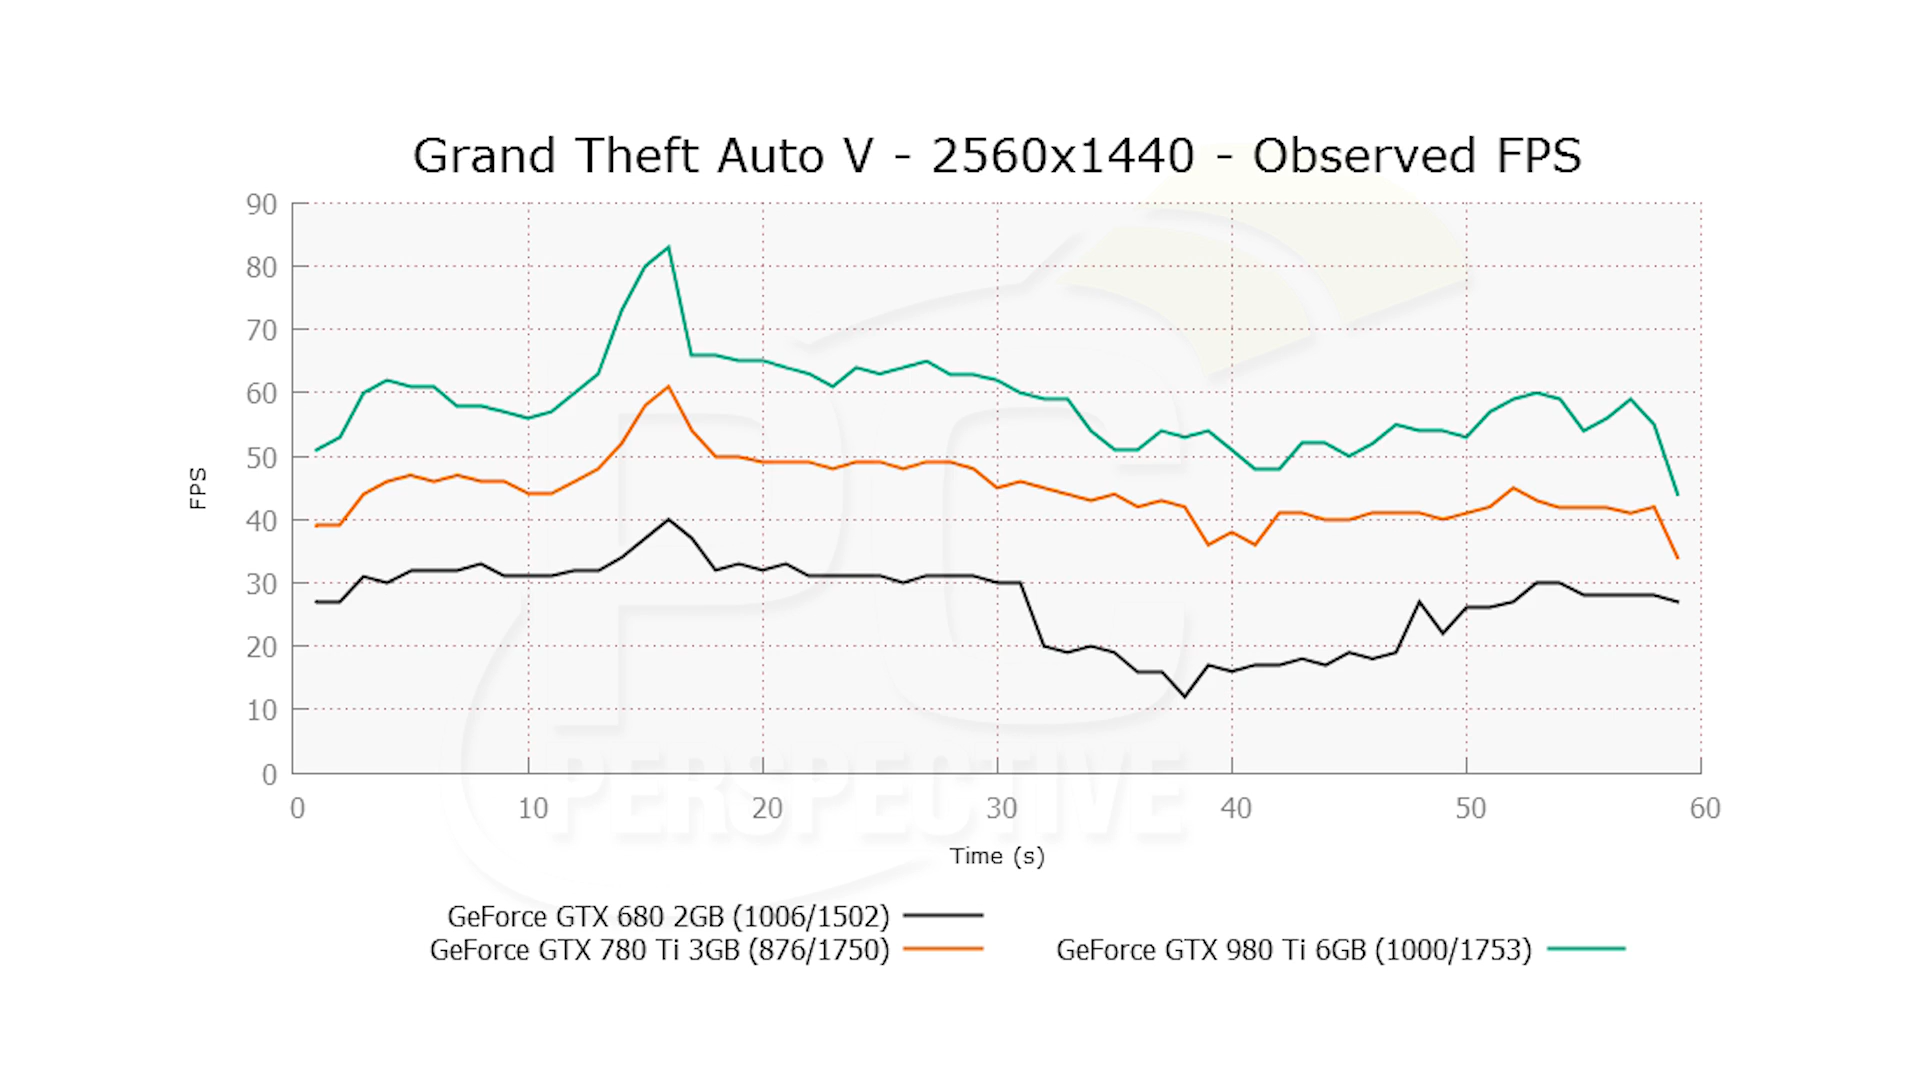 Grand Theft Auto V - 2560x1440 - Observed FPS
90
80
70
60
50
40
30
20
10
0
FPS
0 10 20 30 40 50 60
Time (s)
PC
PERSPECTIVE
GeForce GTX 680 2GB (1006/1502)
GeForce GTX 780 Ti 3GB (876/1750) GeForce GTX 980 Ti 6GB (1000/1753)